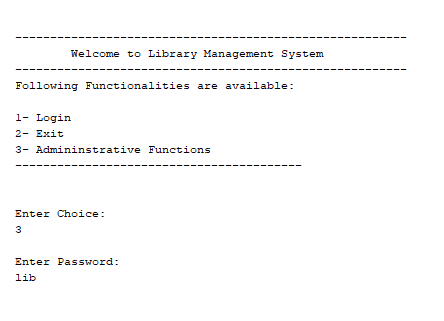 --------------------------------------------------------
Welcome to Library Management System
--------------------------------------------------------
Following Functionalities are available:
1- Login
2- Exit
3- Admininstrative Functions
-----------------------------------------
Enter Choice:
3
Enter Password:
lib